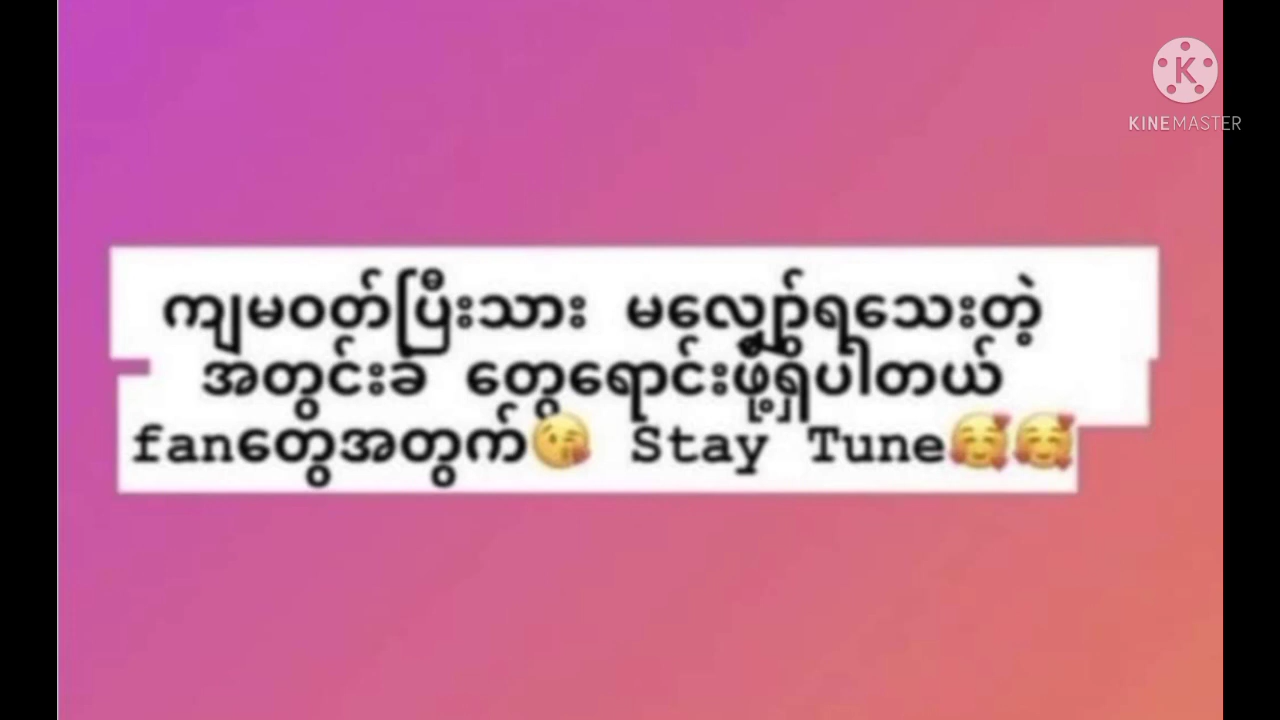 KINEMASTER
ကျမဝတ်ပြီးသား မလျှော်ရသေးတဲ့
အတွင်းခံ တွေရောင်းဖို့ရှိပါတယ်
fanတွေအတွက်😘 Stay Tune🥰🥰